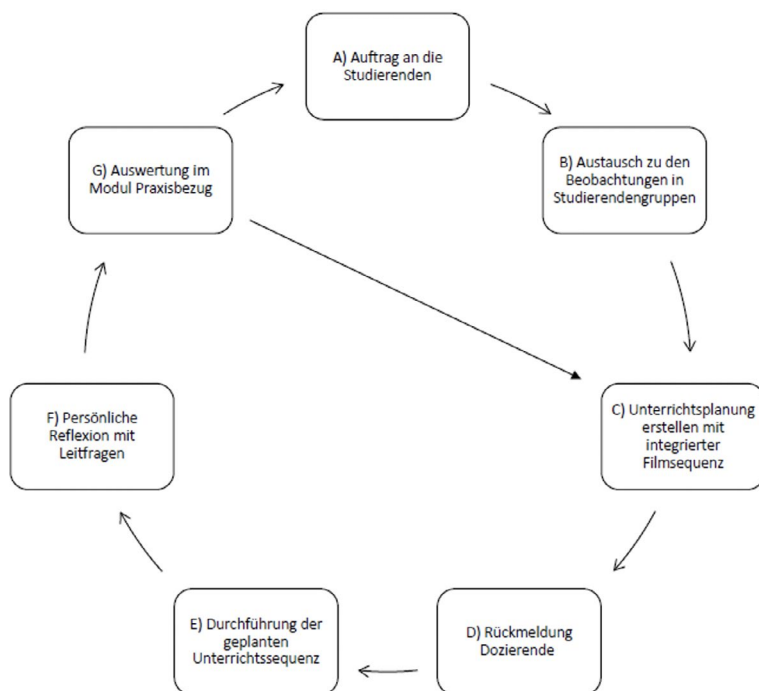 A) Auftrag an die
Studierenden
B) Austausch zu den
Beobachtungen in
Studierendengruppen
C) Unterrichtsplanung
erstellen mit
integrierter
Filmsequenz
D) Rückmeldung
Dozierende
E) Durchführung der
geplanten
Unterrichtssequenz
F) Persönliche
Reflexion mit
Leitfragen
G) Auswertung im
Modul Praxisbezug